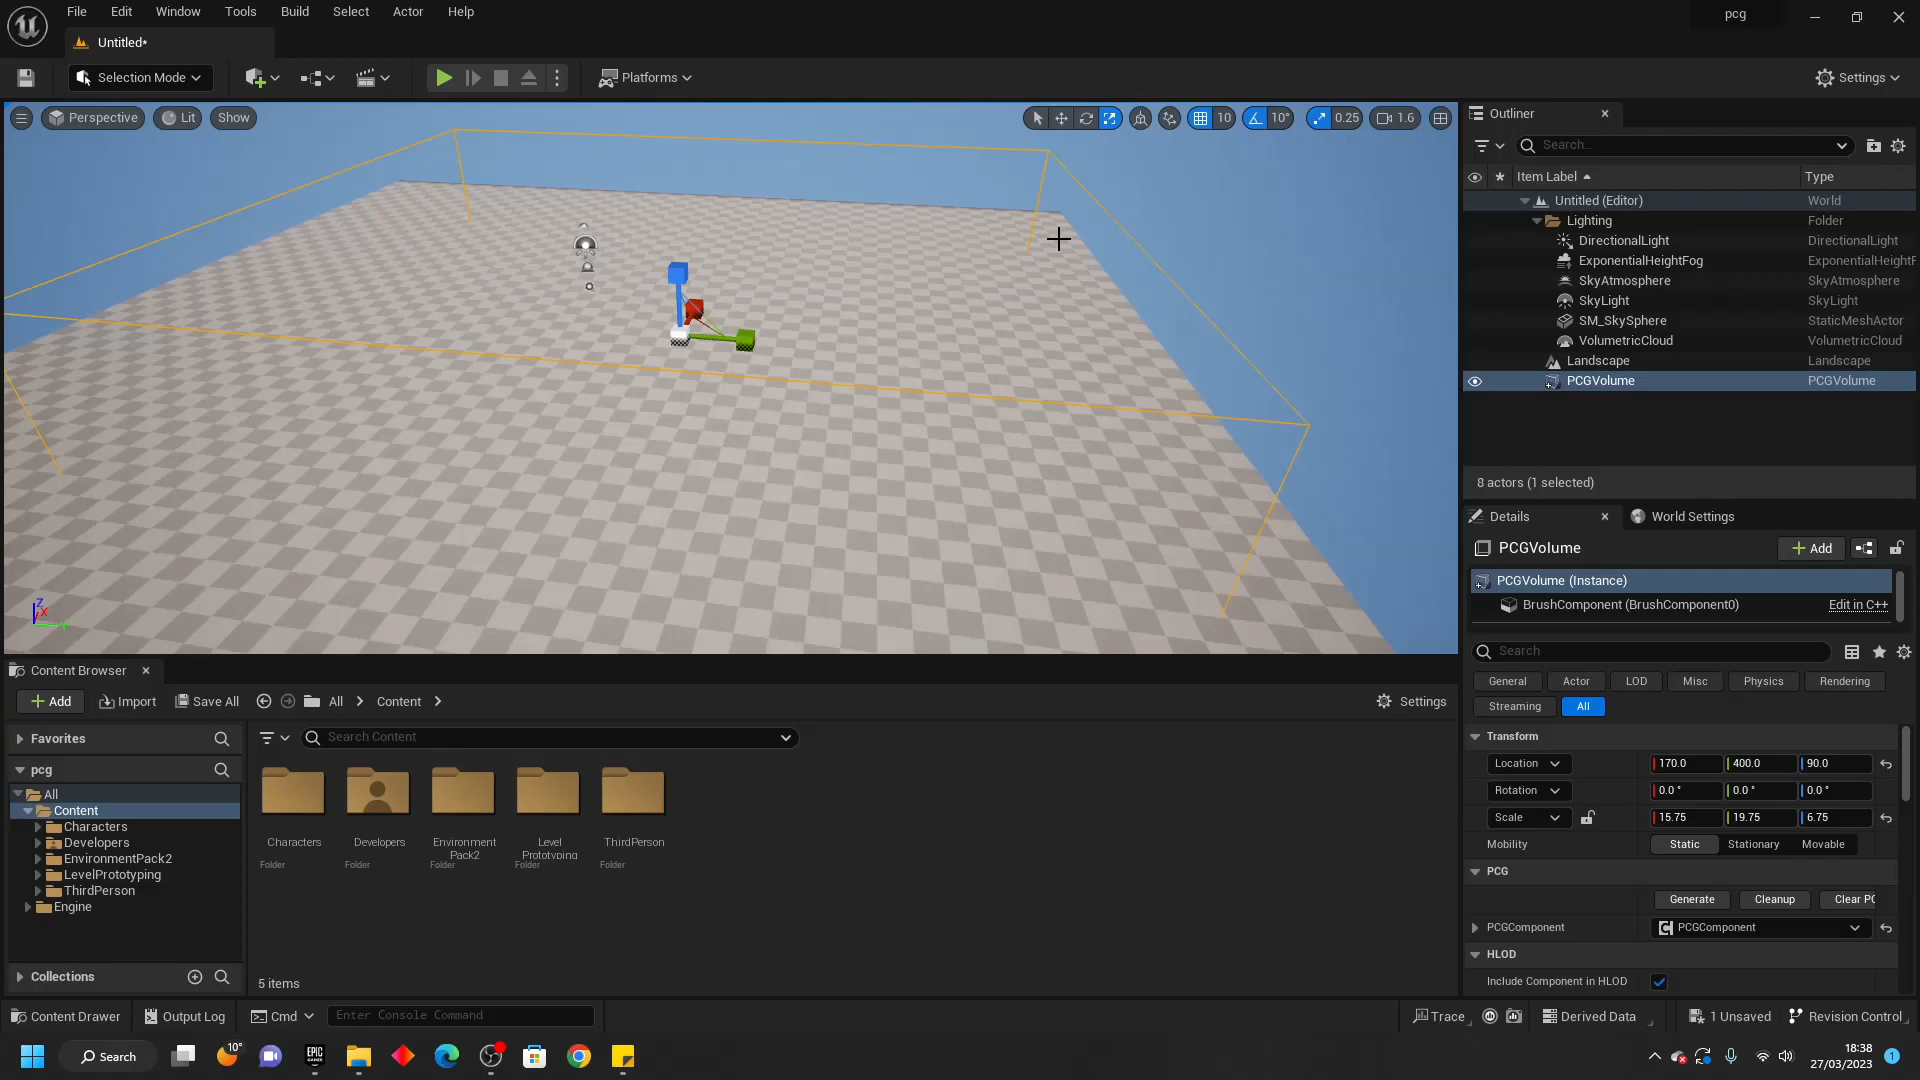 File Edit Window Tools Build Select Actor Help
pcg
Untitled*
Selection Mode
Platforms
Settings
Perspective Lit Show
10 10° 0.25 1.6
Outliner
Search...
Item Label Type
Untitled (Editor) World
Lighting Folder
DirectionalLight DirectionalLight
ExponentialHeightFog ExponentialHeightF
SkyAtmosphere SkyAtmosphere
SkyLight SkyLight
SM_SkySphere StaticMeshActor
VolumetricCloud VolumetricCloud
Landscape Landscape
PCGVolume PCGVolume
8 actors (1 selected)
Details World Settings
PCGVolume Add
PCGVolume (Instance)
BrushComponent (BrushComponent0) Edit in C++
Search
General Actor LOD Misc Physics Rendering
Streaming All
Transform
Location 170.0 400.0 90.0
Rotation 0.0 ° 0.0 ° 0.0 °
Scale 15.75 19.75 6.75
Mobility Static Stationary Movable
PCG
Generate Cleanup Clear PC
PCGComponent PCGComponent
HLOD
Include Component in HLOD
Z
X
Y
Content Browser
Add Import Save All All Content Settings
Favorites
Search Content
pcg
All
Content
Characters
Developers
EnvironmentPack2
LevelPrototyping
ThirdPerson
Engine
Collections
Characters
Folder
Developers
Folder
Environment
Pack2
Folder
Level
Prototyping
Folder
ThirdPerson
Folder
5 items
Content Drawer Output Log Cmd Enter Console Command Trace Derived Data 1 Unsaved Revision Control
10°
Search
EPIC
GAMES
18:38
27/03/2023
1